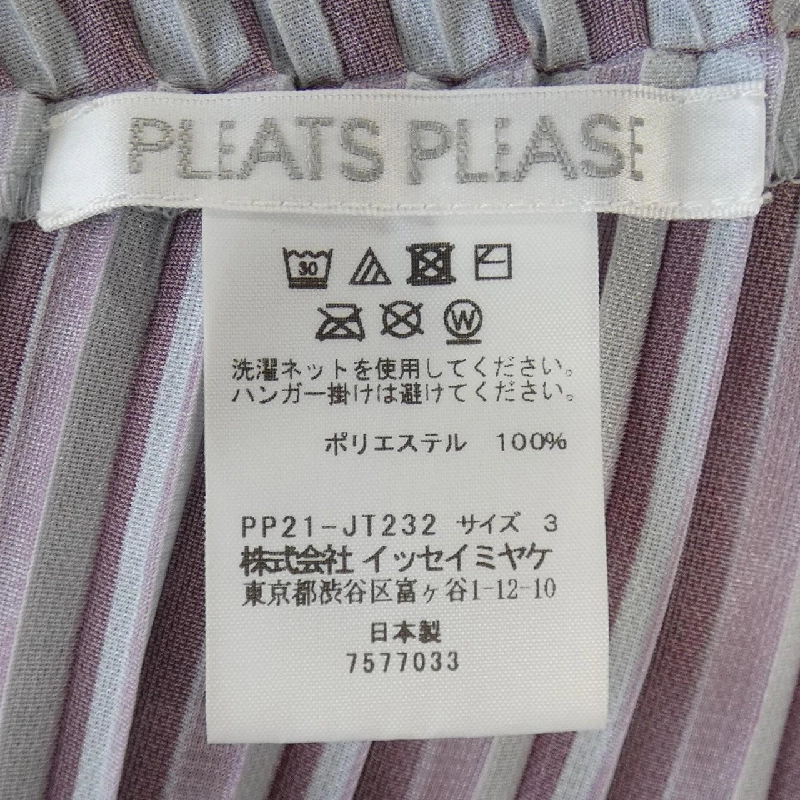 PLEATS PLEASE
30
W
洗濯ネットを使用してください。
ハンガー掛けは避けてください。
ポリエステル 100%
PP21-JT232 サイズ 3
株式会社 イッセイミヤケ
東京都渋谷区富ヶ谷1-12-10
日本製
7577033